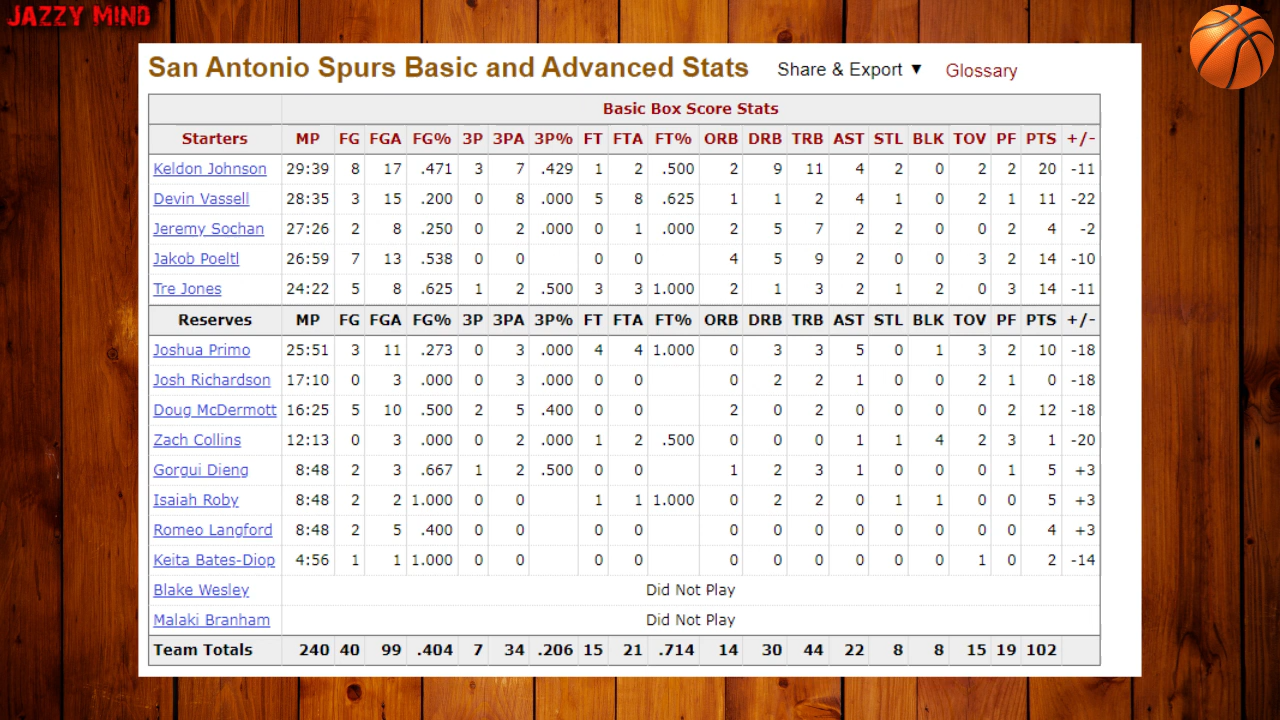 JAZZY MIND
San Antonio Spurs Basic and Advanced Stats Share & Export ▼ Glossary
Basic Box Score Stats
Starters MP FG FGA FG% 3P 3PA 3P% FT FTA FT% ORB DRB TRB AST STL BLK TOV PF PTS +/-
Keldon Johnson 29:39 8 17 .471 3 7 .429 1 2 .500 2 9 11 4 2 0 2 2 20 -11
Devin Vassell 28:35 3 15 .200 0 8 .000 5 8 .625 1 1 2 4 1 0 2 1 11 -22
Jeremy Sochan 27:26 2 8 .250 0 2 .000 0 1 .000 2 5 7 2 2 0 0 2 4 -2
Jakob Poeltl 26:59 7 13 .538 0 0 0 0 4 5 9 2 0 0 3 2 14 -10
Tre Jones 24:22 5 8 .625 1 2 .500 3 3 1.000 2 1 3 2 1 2 0 3 14 -11
Reserves MP FG FGA FG% 3P 3PA 3P% FT FTA FT% ORB DRB TRB AST STL BLK TOV PF PTS +/-
Joshua Primo 25:51 3 11 .273 0 3 .000 4 4 1.000 0 3 3 5 0 1 3 2 10 -18
Josh Richardson 17:10 0 3 .000 0 3 .000 0 0 0 2 2 1 0 0 2 1 0 -18
Doug McDermott 16:25 5 10 .500 2 5 .400 0 0 2 0 2 0 0 0 0 2 12 -18
Zach Collins 12:13 0 3 .000 0 2 .000 1 2 .500 0 0 0 1 1 4 2 3 1 -20
Gorgui Dieng 8:48 2 3 .667 1 2 .500 0 0 1 2 3 1 0 0 0 1 5 +3
Isaiah Roby 8:48 2 2 1.000 0 0 1 1 1.000 0 2 2 0 1 1 0 0 5 +3
Romeo Langford 8:48 2 5 .400 0 0 0 0 0 0 0 0 0 0 0 0 4 +3
Keita Bates-Diop 4:56 1 1 1.000 0 0 0 0 0 0 0 0 0 0 1 0 2 -14
Blake Wesley Did Not Play
Malaki Branham Did Not Play
Team Totals 240 40 99 .404 7 34 .206 15 21 .714 14 30 44 22 8 8 15 19 102